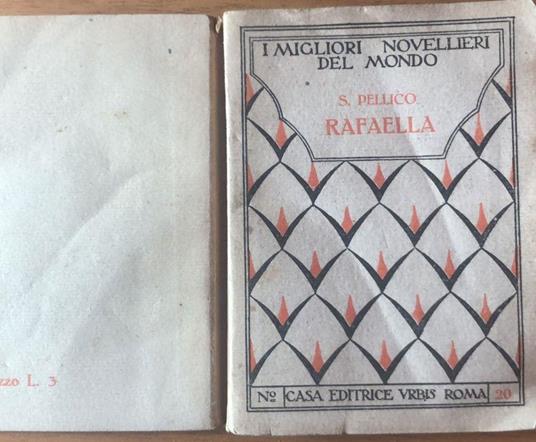 I MIGLIORI NOVELLIERI
DEL MONDO
S. PELLICO
RAFAELLA
Nº CASA EDITRICE VRBIS ROMA 20
zzo L. 3